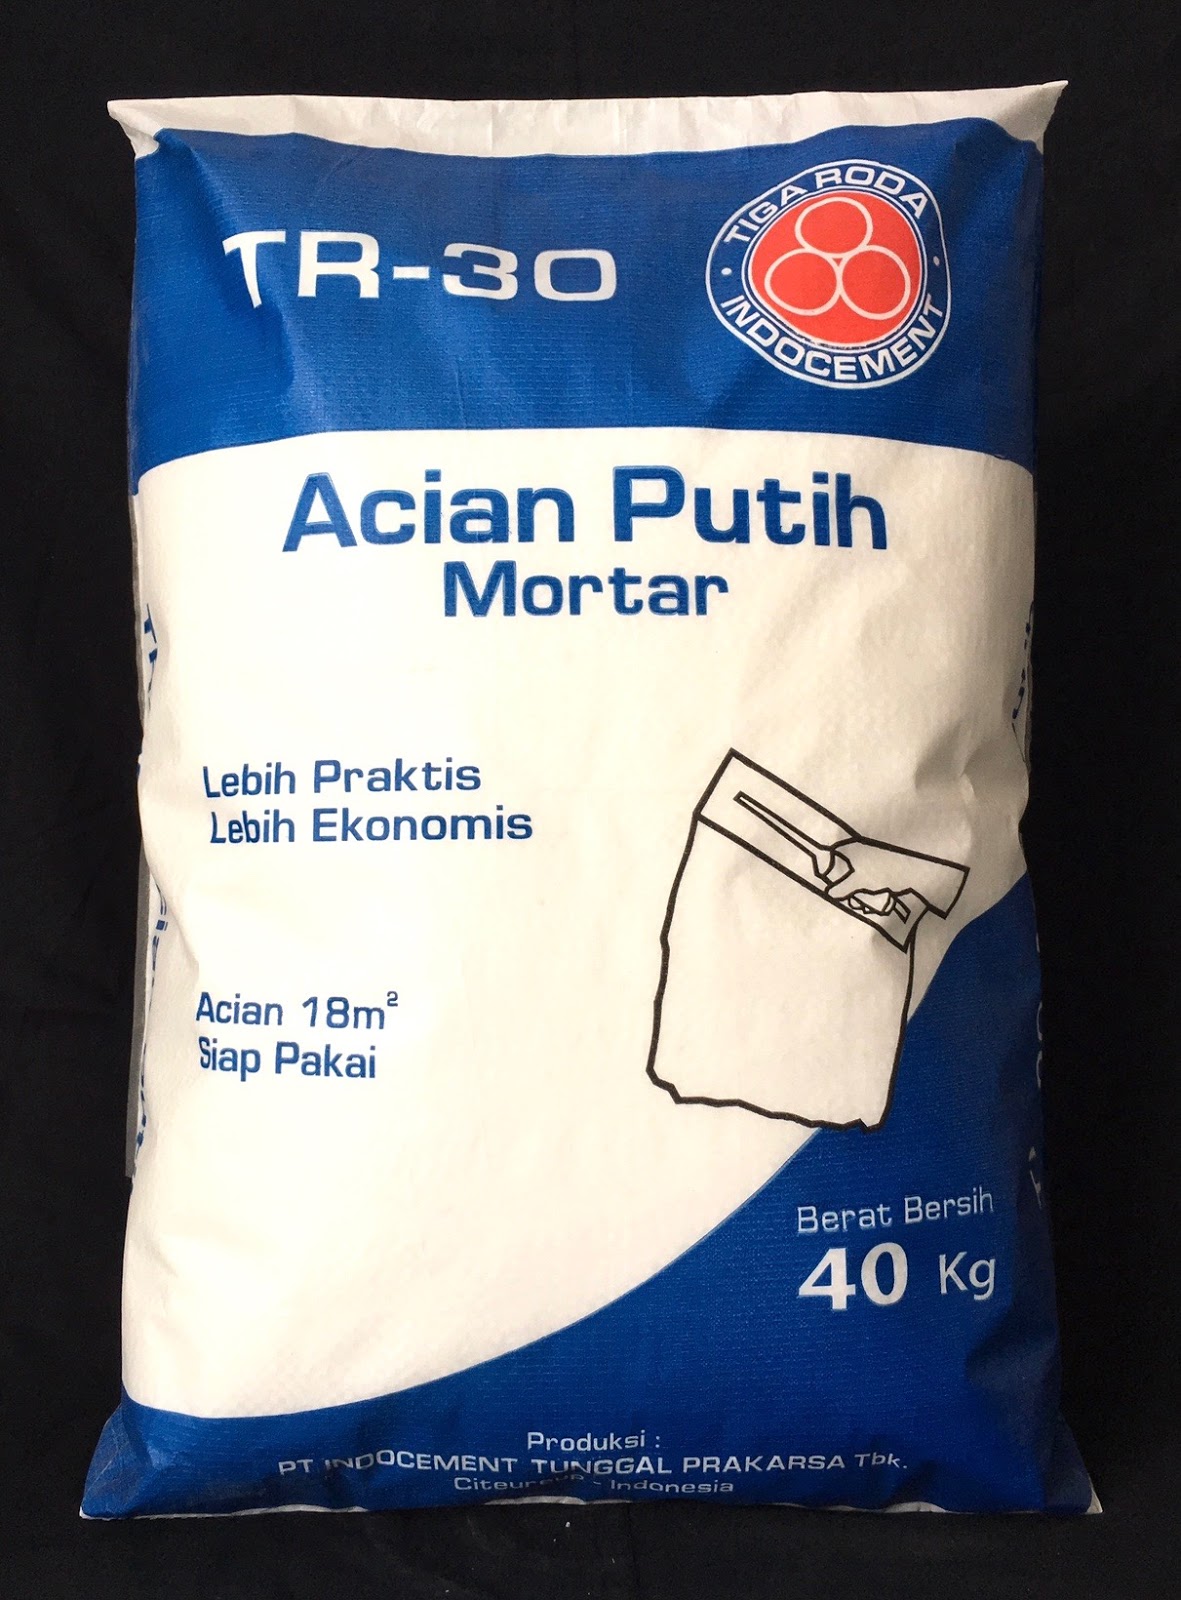 TR-30
TIGA RODA
INDOCEMENT
Acian Putih
Mortar
Lebih Praktis
Lebih Ekonomis
Acian 18m²
Siap Pakai
Berat Bersih
40 Kg
Produksi :
PT INDOCEMENT TUNGGAL PRAKARSA Tbk.
Citeureup - Indonesia